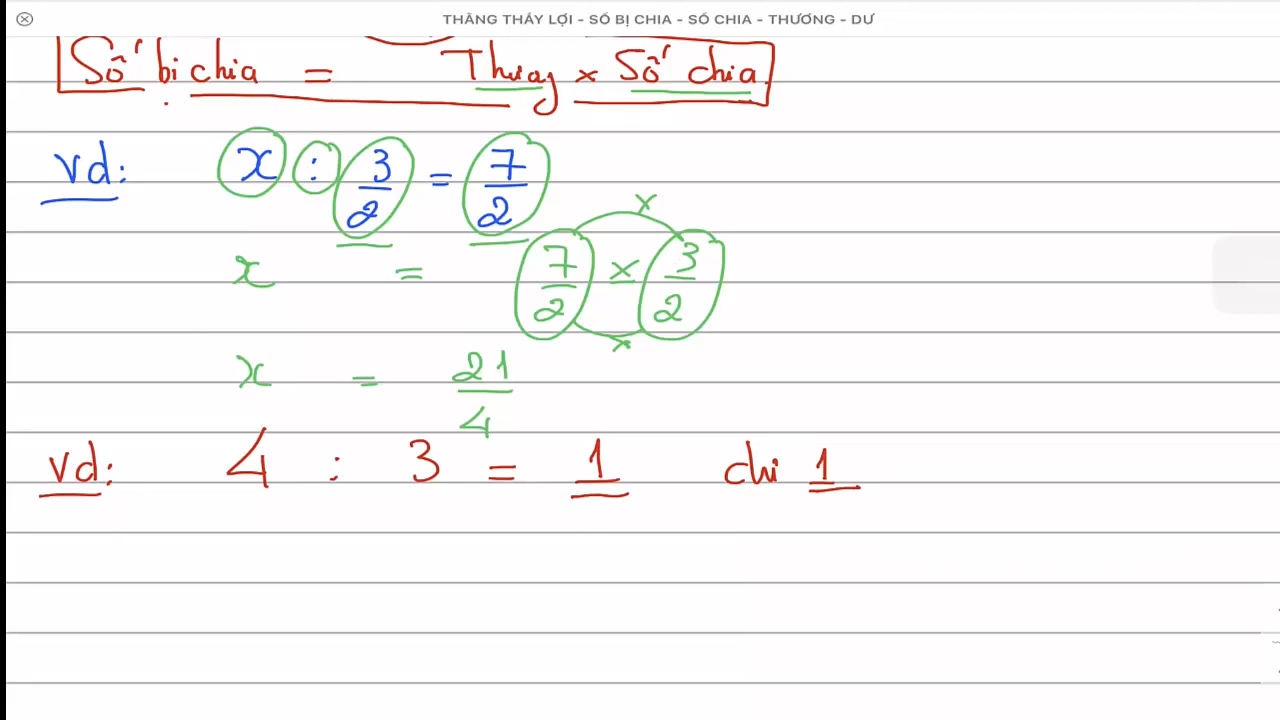 THẦNG THẦY LỢI - SỐ BỊ CHIA - SỐ CHIA - THƯƠNG - DƯ
Số bị chia = Thương × Số chia
vd: x : 3/2 = 7/2
x
x = 7/2 × 3/2
x
x = 21/4
vd: 4 : 3 = 1 dư 1